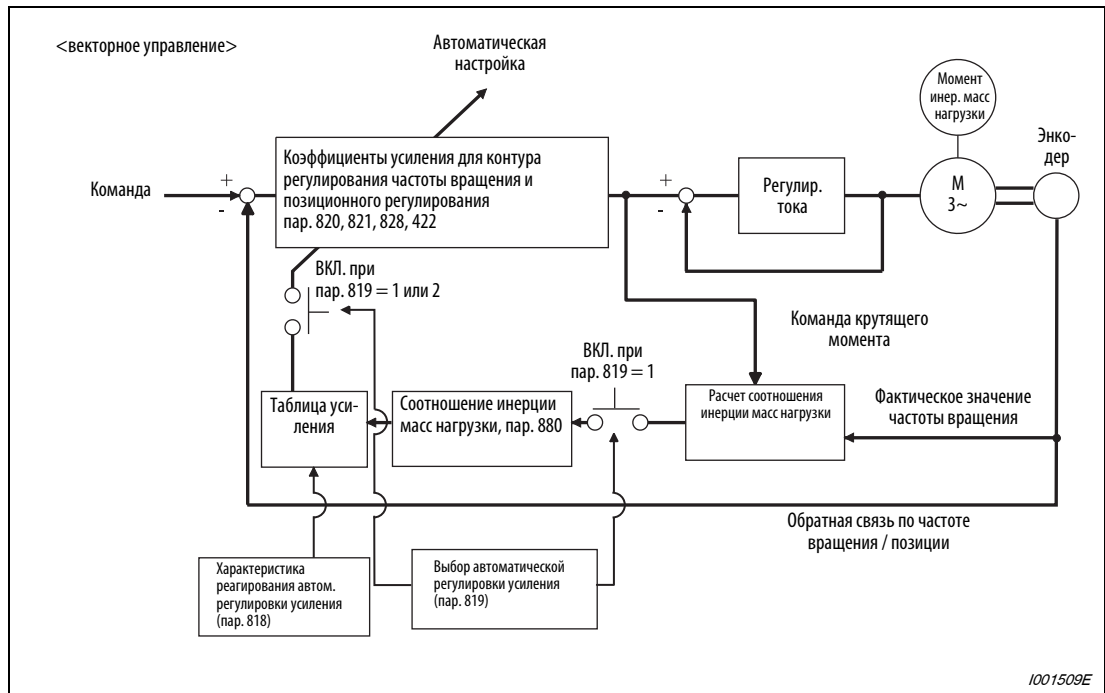 <векторное управление>
Автоматическая
настройка
Момент
инер. масс
нагрузки
Энко-
дер
Команда
+
-
Коэффициенты усиления для контура
регулирования частоты вращения и
позиционного регулирования
пар. 820, 821, 828, 422
+
-
Регулир.
тока
M
3~
ВКЛ. при
пар. 819 = 1 или 2
Команда крутящего
момента
ВКЛ. при
пар. 819 = 1
Таблица уси-
ления
Соотношение инерции
масс нагрузки, пар. 880
Расчет соотношения
инерции масс нагрузки
Фактическое значение
частоты вращения
Обратная связь по частоте
вращения / позиции
Характеристика
реагирования автом.
регулировки усиления
(пар. 818)
Выбор автоматической
регулировки усиления
(пар. 819)
I001509E